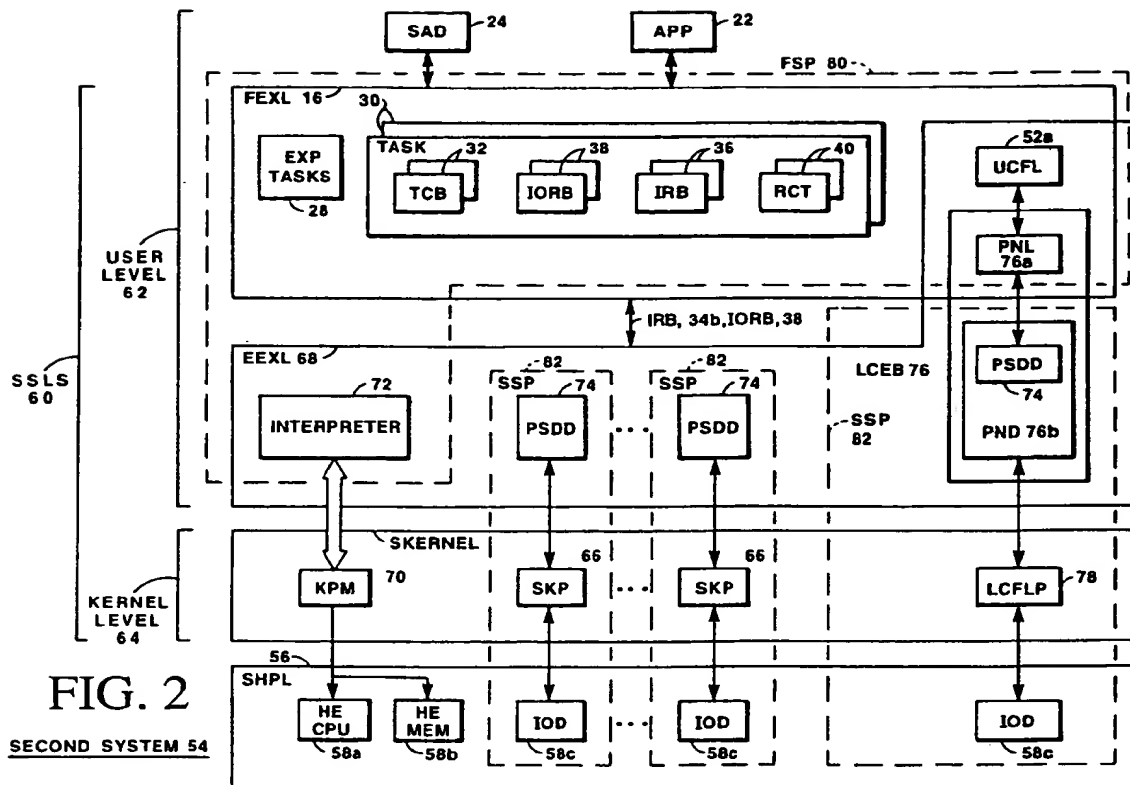 SAD 24
APP 22
FSP 80
FEXL 16
30
TASK
EXP
TASKS
28
32
TCB
38
IORB
36
IRB
40
RCT
52a
UCFL
PNL
76a
USER
LEVEL
62
IRB, 34b, IORB, 38
SSLS
60
EEXL 68
72
INTERPRETER
82
SSP 74
PSDD
82
SSP 74
PSDD
LCEB 76
SSP
82
PSDD
74
PND 76b
SKERNEL
KERNEL
LEVEL
64
KPM 70
66
SKP
66
SKP
LCFLP 78
56
SHPL
HE
CPU
58a
HE
MEM
58b
IOD
58c
IOD
58c
IOD
58c
FIG. 2
SECOND SYSTEM 54